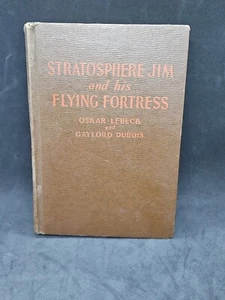 STRATOSPHERE JIM
and his
FLYING FORTRESS
OSKAR LEBECK
and
GAYLORD DUBOIS